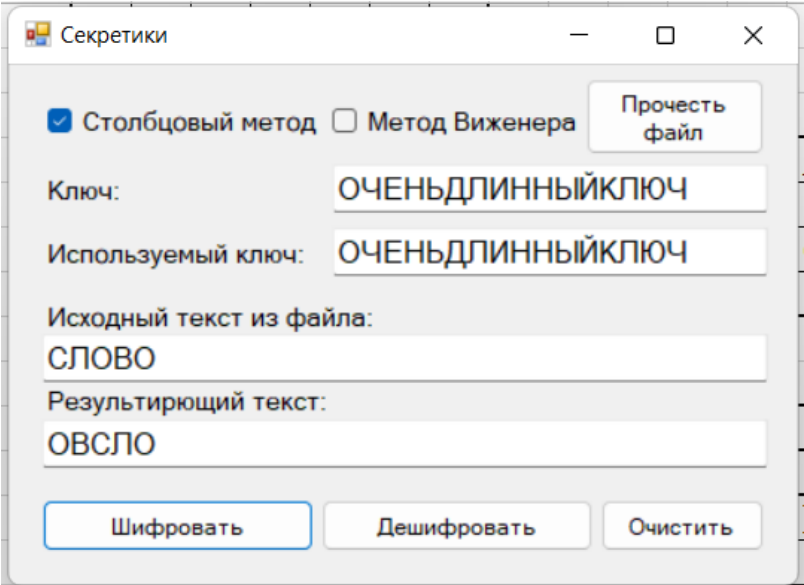 Секретики
Столбцовый метод Метод Виженера Прочесть
файл
Ключ: ОЧЕНЬДЛИННЫЙКЛЮЧ
Используемый ключ: ОЧЕНЬДЛИННЫЙКЛЮЧ
Исходный текст из файла:
СЛОВО
Результирющий текст:
ОВСЛО
Шифровать Дешифровать Очистить